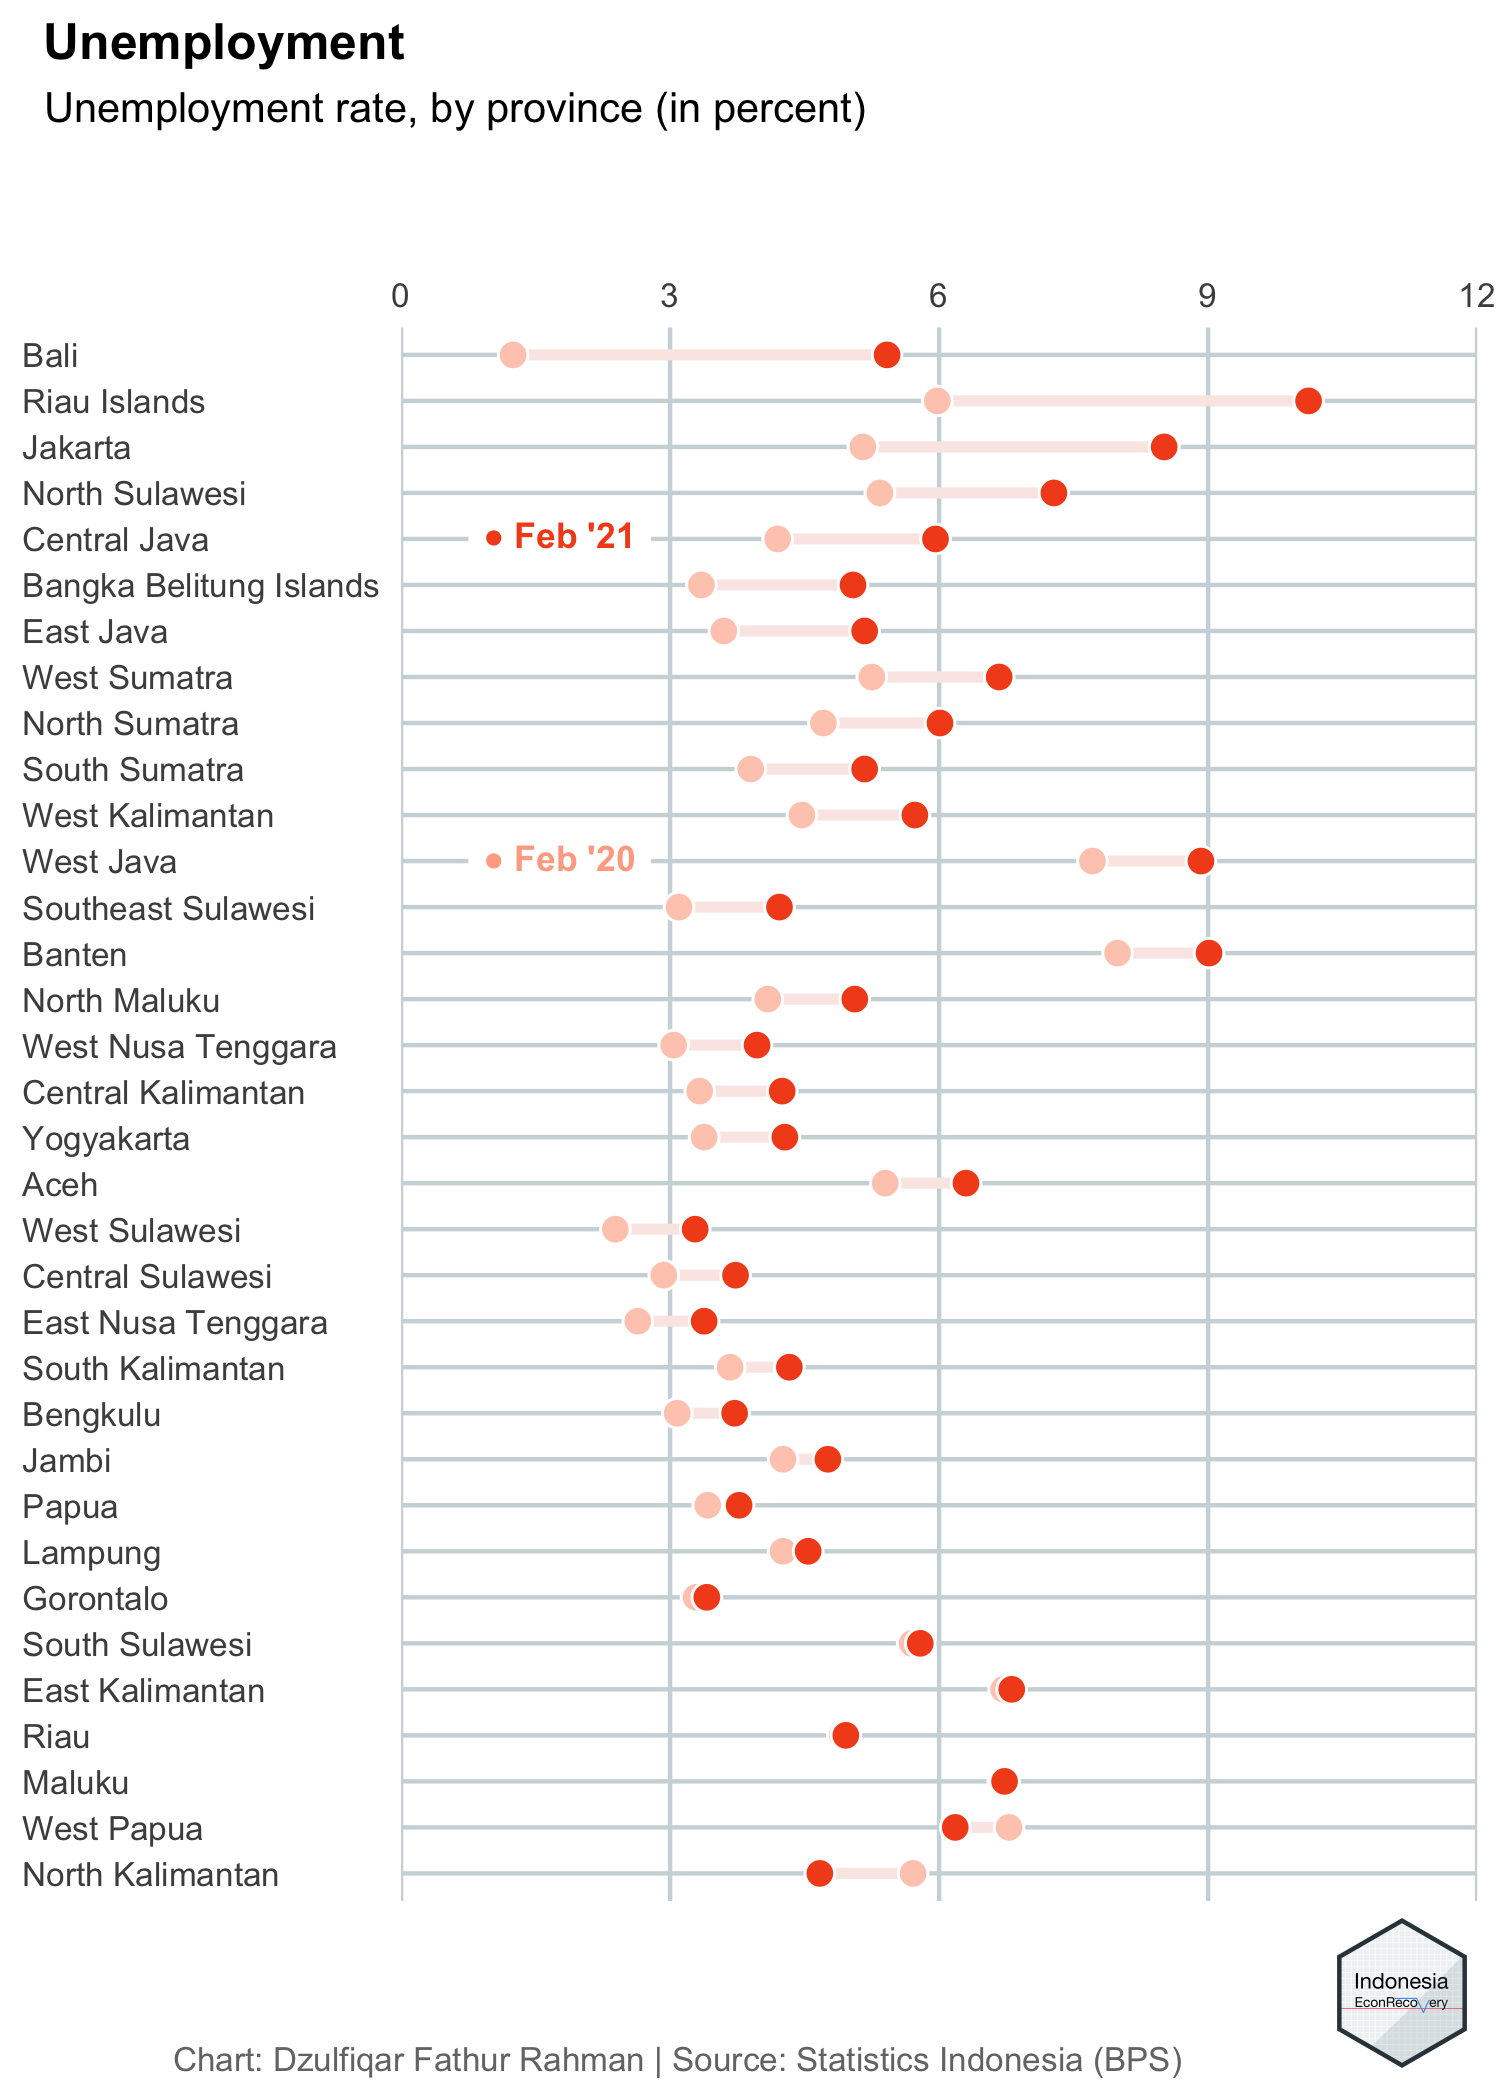 Unemployment
Unemployment rate, by province (in percent)
0 3 6 9 12
Bali
Riau Islands
Jakarta
North Sulawesi
Central Java
Feb '21
Bangka Belitung Islands
East Java
West Sumatra
North Sumatra
South Sumatra
West Kalimantan
West Java
Feb '20
Southeast Sulawesi
Banten
North Maluku
West Nusa Tenggara
Central Kalimantan
Yogyakarta
Aceh
West Sulawesi
Central Sulawesi
East Nusa Tenggara
South Kalimantan
Bengkulu
Jambi
Papua
Lampung
Gorontalo
South Sulawesi
East Kalimantan
Riau
Maluku
West Papua
North Kalimantan
Indonesia
EconRecovery
Chart: Dzulfiqar Fathur Rahman | Source: Statistics Indonesia (BPS)